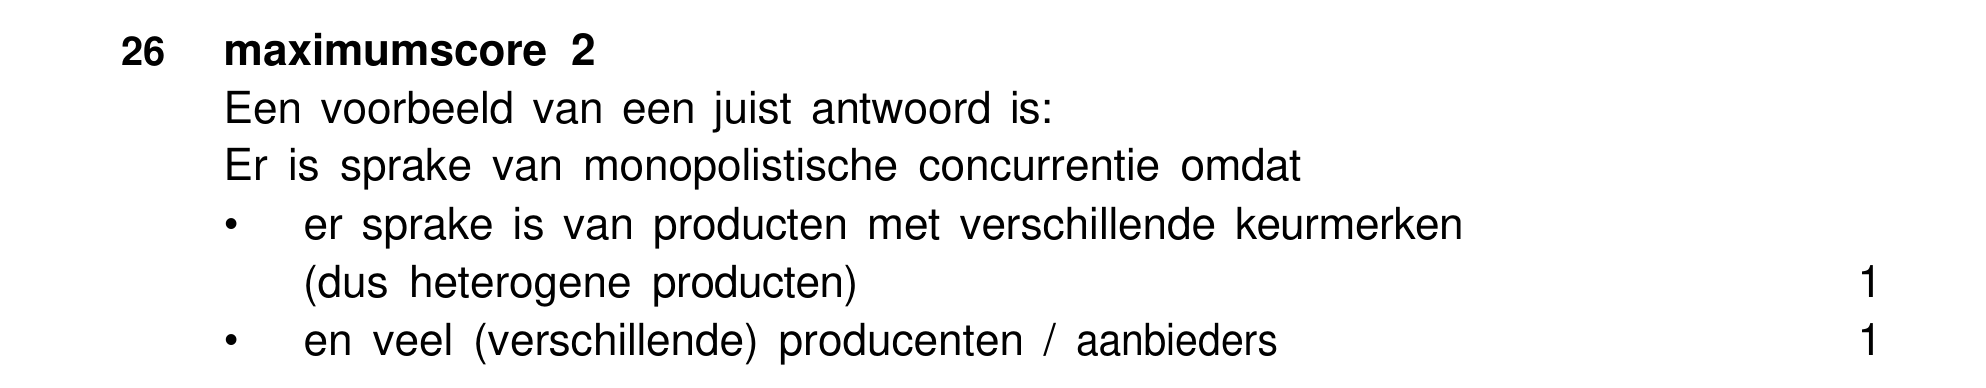 26 maximumscore 2
Een voorbeeld van een juist antwoord is:
Er is sprake van monopolistische concurrentie omdat
• er sprake is van producten met verschillende keurmerken
(dus heterogene producten) 1
• en veel (verschillende) producenten / aanbieders 1